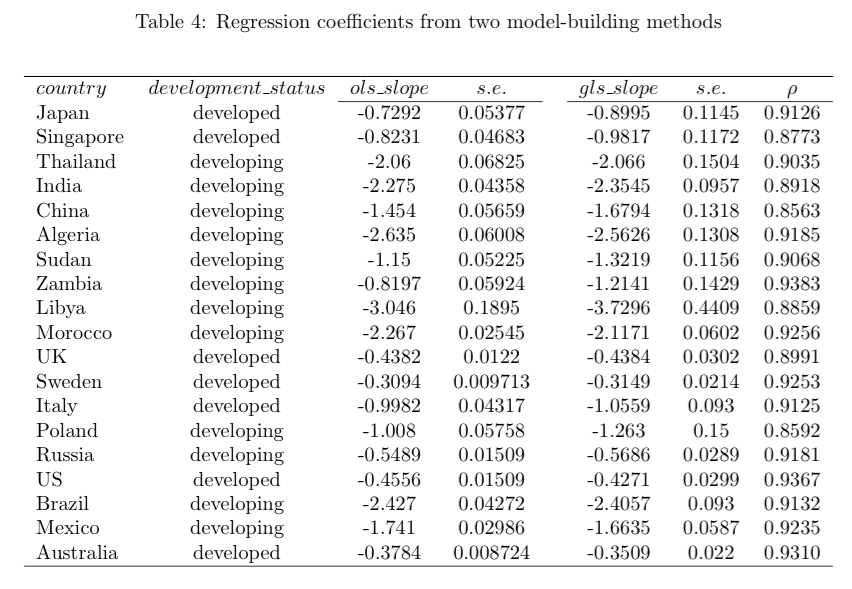 Table 4: Regression coefficients from two model-building methods
country development_status ols_slope s.e. gls_slope s.e. ρ
Japan developed -0.7292 0.05377 -0.8995 0.1145 0.9126
Singapore developed -0.8231 0.04683 -0.9817 0.1172 0.8773
Thailand developing -2.06 0.06825 -2.066 0.1504 0.9035
India developing -2.275 0.04358 -2.3545 0.0957 0.8918
China developing -1.454 0.05659 -1.6794 0.1318 0.8563
Algeria developing -2.635 0.06008 -2.5626 0.1308 0.9185
Sudan developing -1.15 0.05225 -1.3219 0.1156 0.9068
Zambia developing -0.8197 0.05924 -1.2141 0.1429 0.9383
Libya developing -3.046 0.1895 -3.7296 0.4409 0.8859
Morocco developing -2.267 0.02545 -2.1171 0.0602 0.9256
UK developed -0.4382 0.0122 -0.4384 0.0302 0.8991
Sweden developed -0.3094 0.009713 -0.3149 0.0214 0.9253
Italy developed -0.9982 0.04317 -1.0559 0.093 0.9125
Poland developing -1.008 0.05758 -1.263 0.15 0.8592
Russia developing -0.5489 0.01509 -0.5686 0.0289 0.9181
US developed -0.4556 0.01509 -0.4271 0.0299 0.9367
Brazil developing -2.427 0.04272 -2.4057 0.093 0.9132
Mexico developing -1.741 0.02986 -1.6635 0.0587 0.9235
Australia developed -0.3784 0.008724 -0.3509 0.022 0.9310